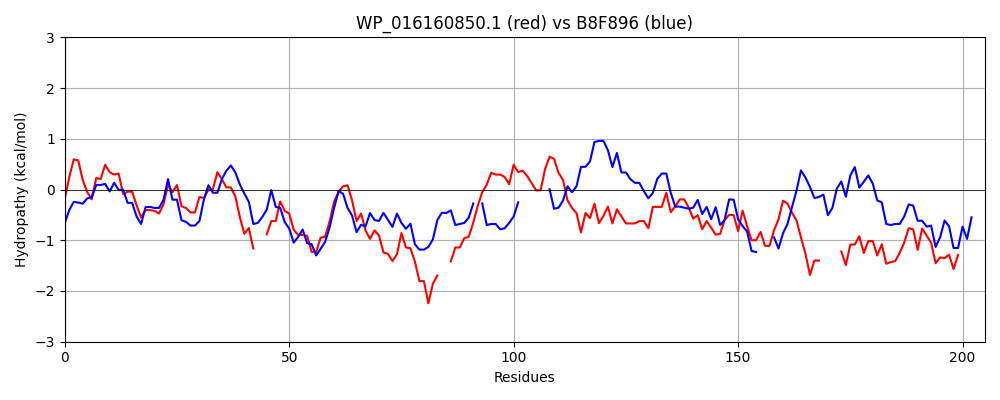 WP_016160850.1 (red) vs B8F896 (blue)
Hydropathy (kcal/mol)
3
2
1
0
−1
−2
−3
0 50 100 150 200
Residues